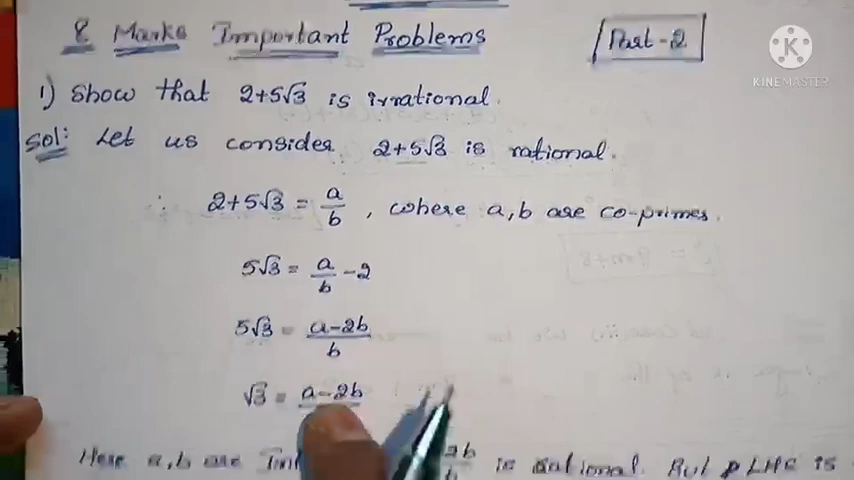 8 Marks Important Problems
Part-2
KINEMASTER
1) Show that 2+5√3 is irrational.
Sol: Let us consider 2+5√3 is rational.
∴ 2+5√3 = a/b, where a,b are co-primes.
5√3 = a/b - 2
5√3 = a-2b/b
√3 = a-2b
Here a,b are 2b/b is rational. But LHS is